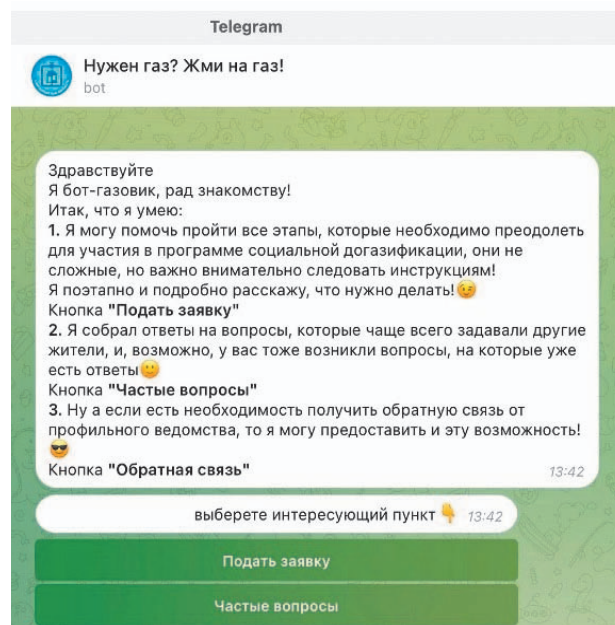 Telegram
Нужен газ? Жми на газ!
bot
Здравствуйте
Я бот-газовик, рад знакомству!
Итак, что я умею:
1. Я могу помочь пройти все этапы, которые необходимо преодолеть
для участия в программе социальной догазификации, они не
сложные, но важно внимательно следовать инструкциям!
Я поэтапно и подробно расскажу, что нужно делать!😉
Кнопка "Подать заявку"
2. Я собрал ответы на вопросы, которые чаще всего задавали другие
жители, и, возможно, у вас тоже возникли вопросы, на которые уже
есть ответы🙂
Кнопка "Частые вопросы"
3. Ну а если есть необходимость получить обратную связь от
профильного ведомства, то я могу предоставить и эту возможность!
😎
Кнопка "Обратная связь" 13:42
выберете интересующий пункт 👇 13:42
Подать заявку
Частые вопросы